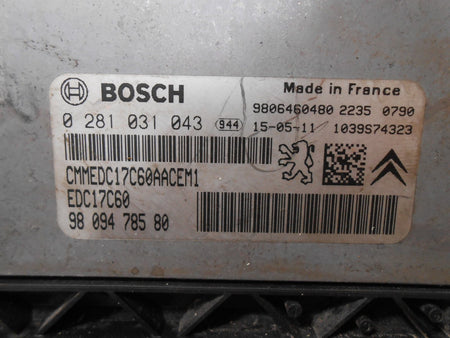 BOSCH
Made in France
9806460480 2235 0790
0 281 031 043 944 15-05-11 1039S74323
CMMEDC17C60AACEM1
EDC17C60
98 094 785 80